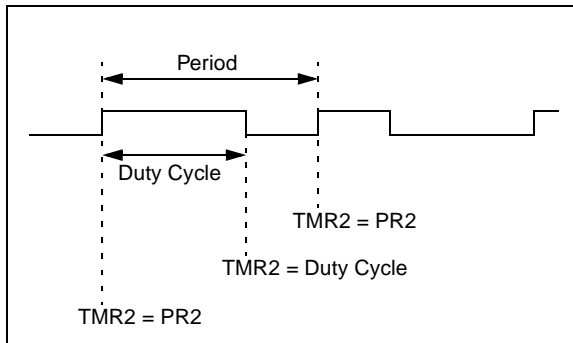 Period
Duty Cycle
TMR2 = PR2
TMR2 = Duty Cycle
TMR2 = PR2